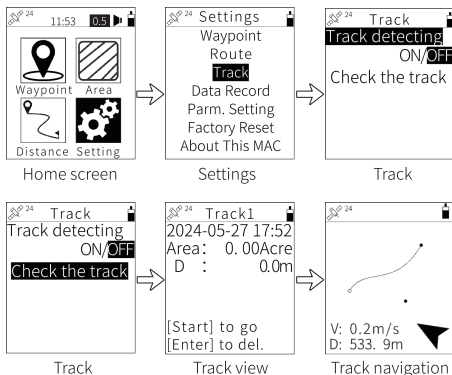 24 11:53 0.5
Waypoint Area
Distance Setting
Home screen
24 Settings
Waypoint
Route
Track
Data Record
Parm. Setting
Factory Reset
About This MAC
Settings
24 Track
Track detecting
ON/OFF
Check the track
Track
24 Track
Track detecting
ON/OFF
Check the track
Track
24 Track1
2024-05-27 17:52
Area: 0.00Acre
D : 0.0m
[Start] to go
[Enter] to del.
Track view
24
V: 0.2m/s
D: 533. 9m
Track navigation